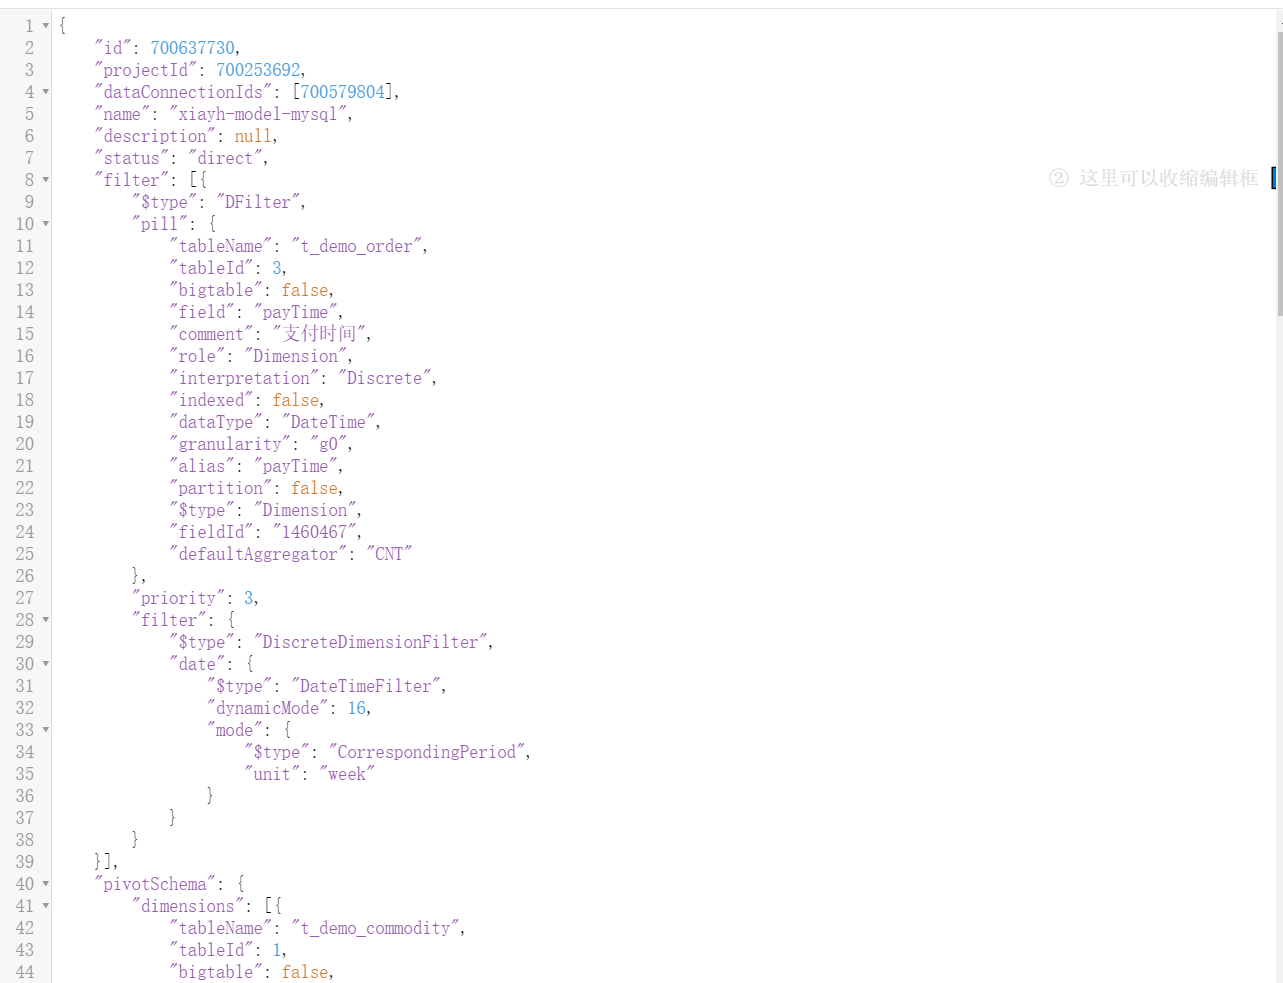 1 {
2 "id": 700637730,
3 "projectId": 700253692,
4 "dataConnectionIds": [700579804],
5 "name": "xiayh-model-mysql",
6 "description": null,
7 "status": "direct",
8 "filter": [{
② 这里可以收缩编辑框
9 "$type": "DFilter",
10 "pill": {
11 "tableName": "t_demo_order",
12 "tableId": 3,
13 "bigtable": false,
14 "field": "payTime",
15 "comment": "支付时间",
16 "role": "Dimension",
17 "interpretation": "Discrete",
18 "indexed": false,
19 "dataType": "DateTime",
20 "granularity": "g0",
21 "alias": "payTime",
22 "partition": false,
23 "$type": "Dimension",
24 "fieldId": "1460467",
25 "defaultAggregator": "CNT"
26 },
27 "priority": 3,
28 "filter": {
29 "$type": "DiscreteDimensionFilter",
30 "date": {
31 "$type": "DateTimeFilter",
32 "dynamicMode": 16,
33 "mode": {
34 "$type": "CorrespondingPeriod",
35 "unit": "week"
36 }
37 }
38 }
39 }],
40 "pivotSchema": {
41 "dimensions": [{
42 "tableName": "t_demo_commodity",
43 "tableId": 1,
44 "bigtable": false,